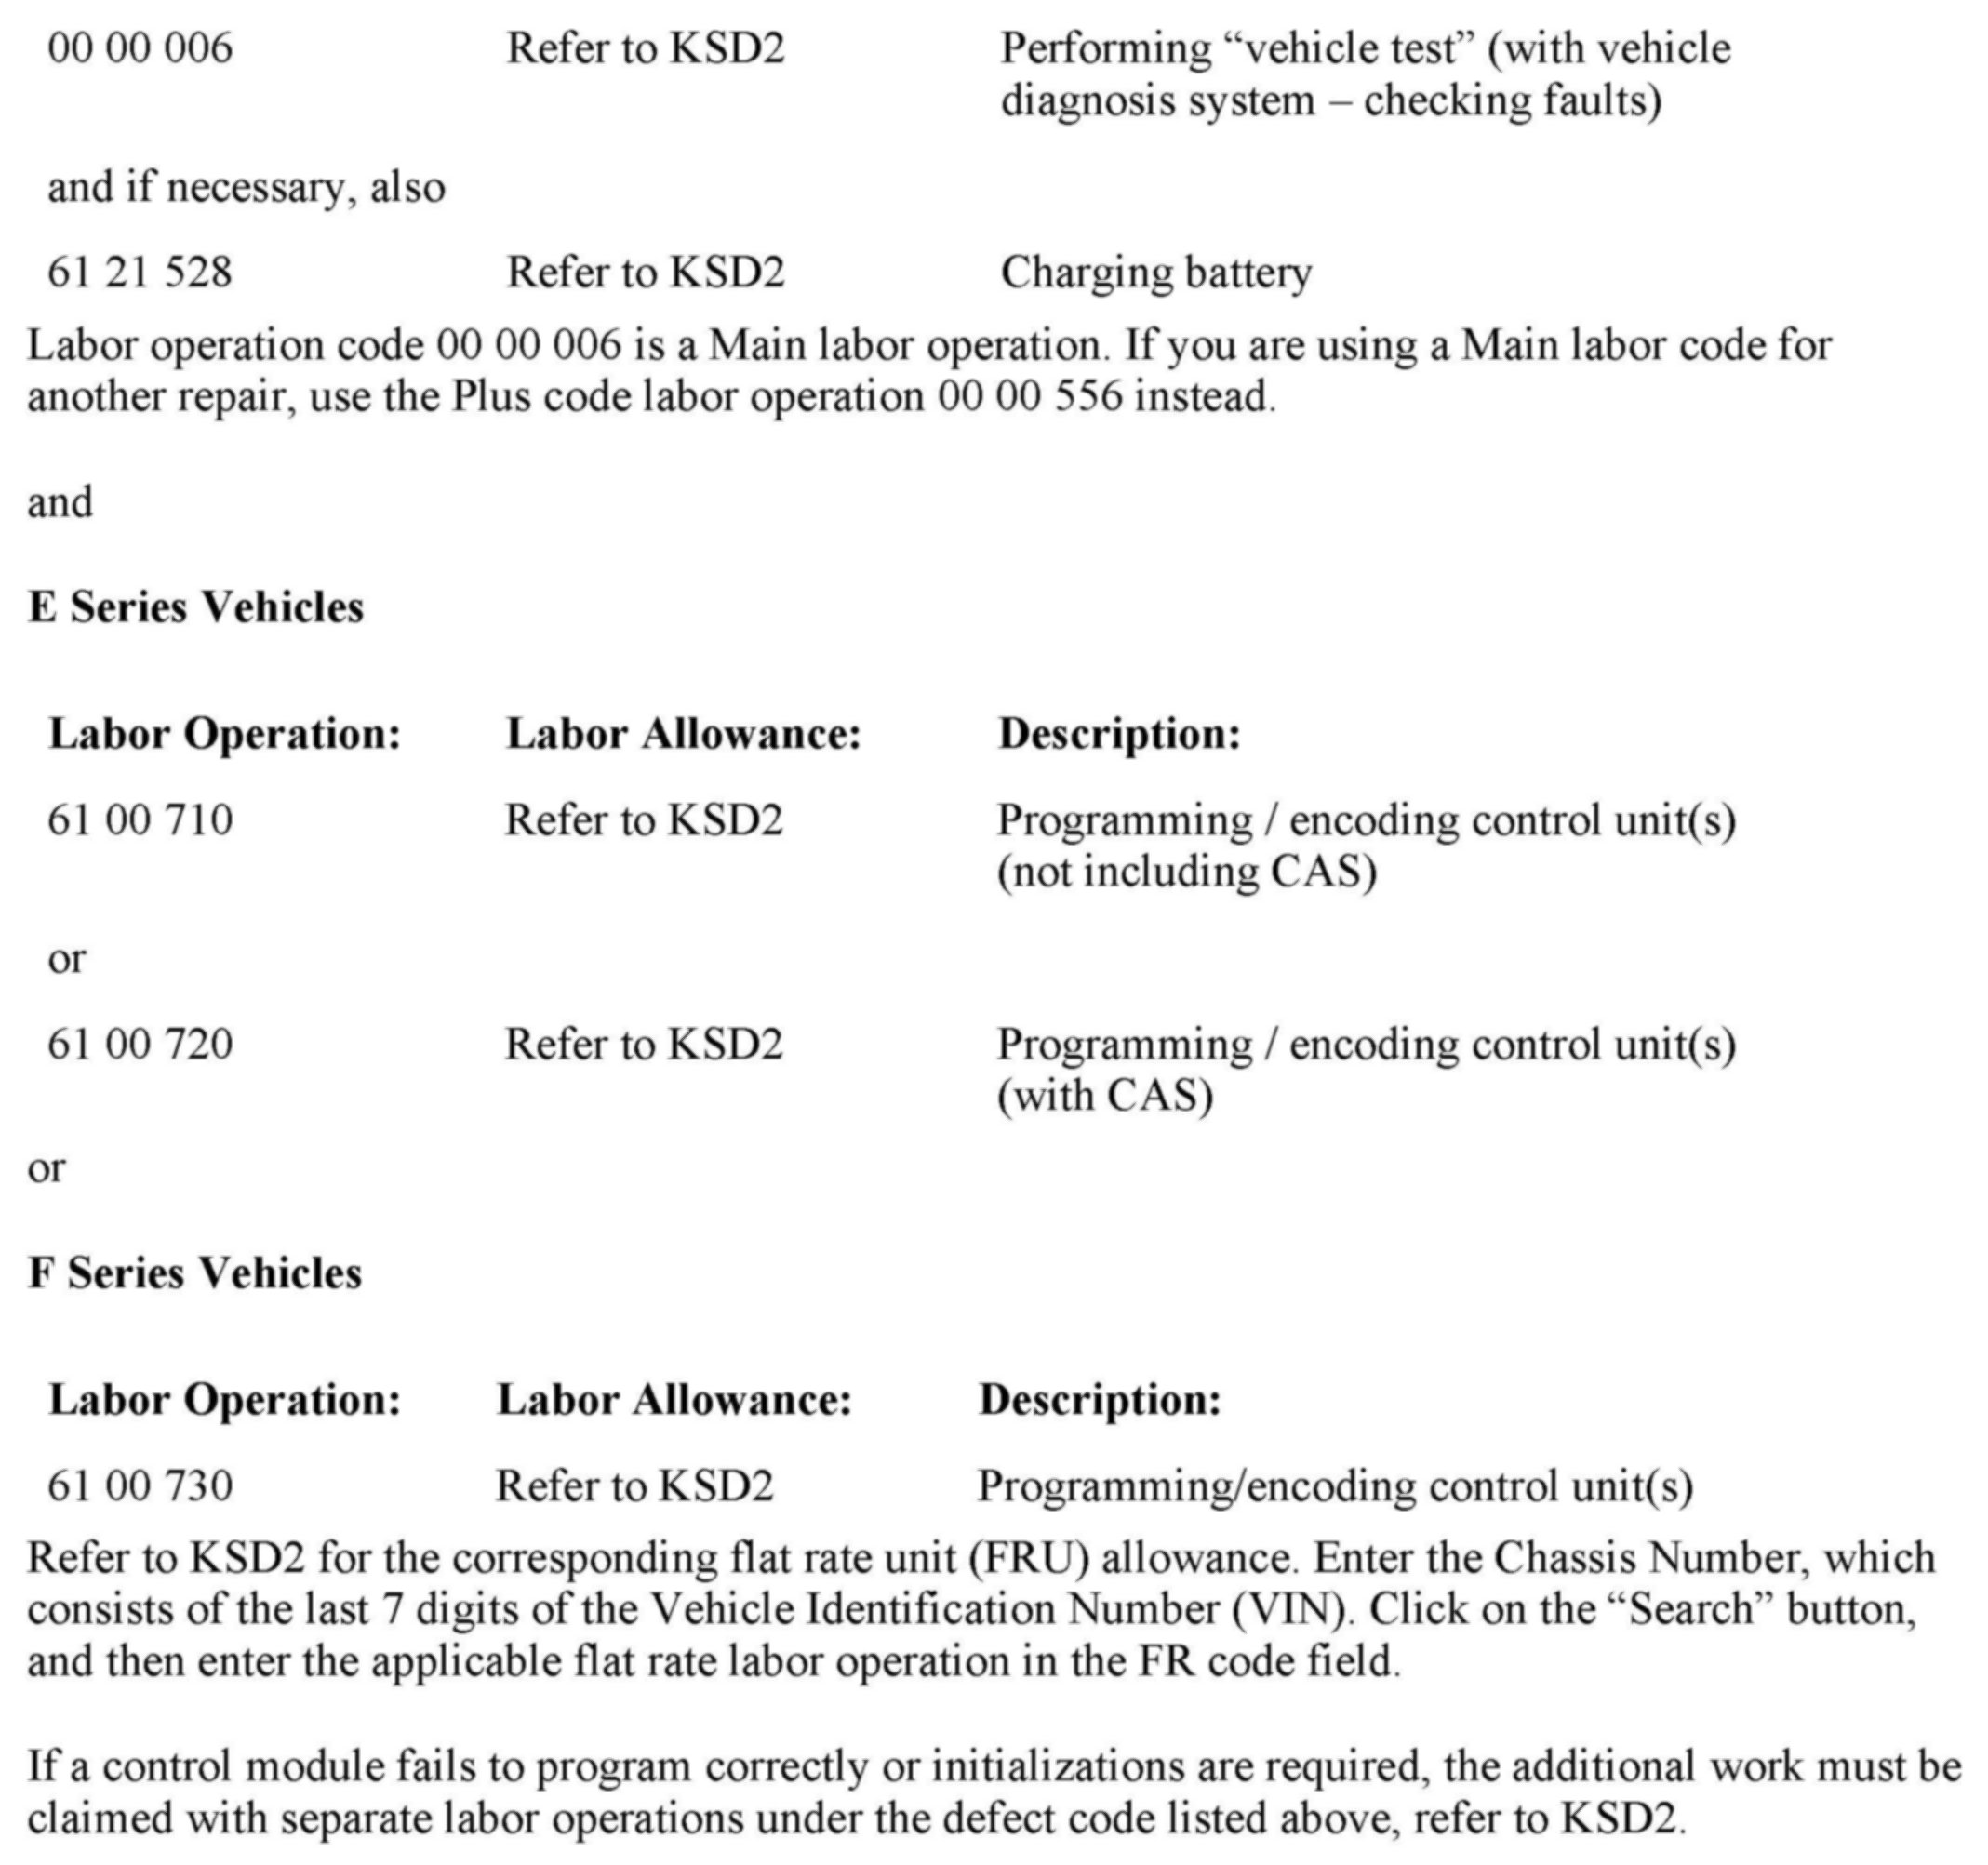 00 00 006 Refer to KSD2 Performing “vehicle test” (with vehicle
diagnosis system – checking faults)
and if necessary, also
61 21 528 Refer to KSD2 Charging battery
Labor operation code 00 00 006 is a Main labor operation. If you are using a Main labor code for
another repair, use the Plus code labor operation 00 00 556 instead.
and
E Series Vehicles
Labor Operation: Labor Allowance: Description:
61 00 710 Refer to KSD2 Programming / encoding control unit(s)
(not including CAS)
or
61 00 720 Refer to KSD2 Programming / encoding control unit(s)
(with CAS)
or
F Series Vehicles
Labor Operation: Labor Allowance: Description:
61 00 730 Refer to KSD2 Programming/encoding control unit(s)
Refer to KSD2 for the corresponding flat rate unit (FRU) allowance. Enter the Chassis Number, which
consists of the last 7 digits of the Vehicle Identification Number (VIN). Click on the “Search” button,
and then enter the applicable flat rate labor operation in the FR code field.
If a control module fails to program correctly or initializations are required, the additional work must be
claimed with separate labor operations under the defect code listed above, refer to KSD2.